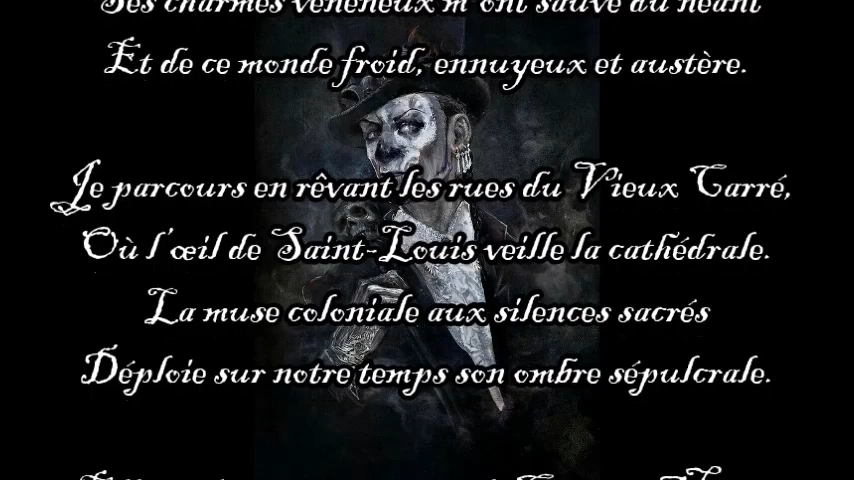 Ses charmes vénéneux m'ont sauvé du néant
Et de ce monde froid, ennuyeux et austère.
Je parcours en rêvant les rues du Vieux Carré,
Où l'œil de Saint-Louis veille la cathédrale.
La muse coloniale aux silences sacrés
Déploie sur notre temps son ombre sépulcrale.